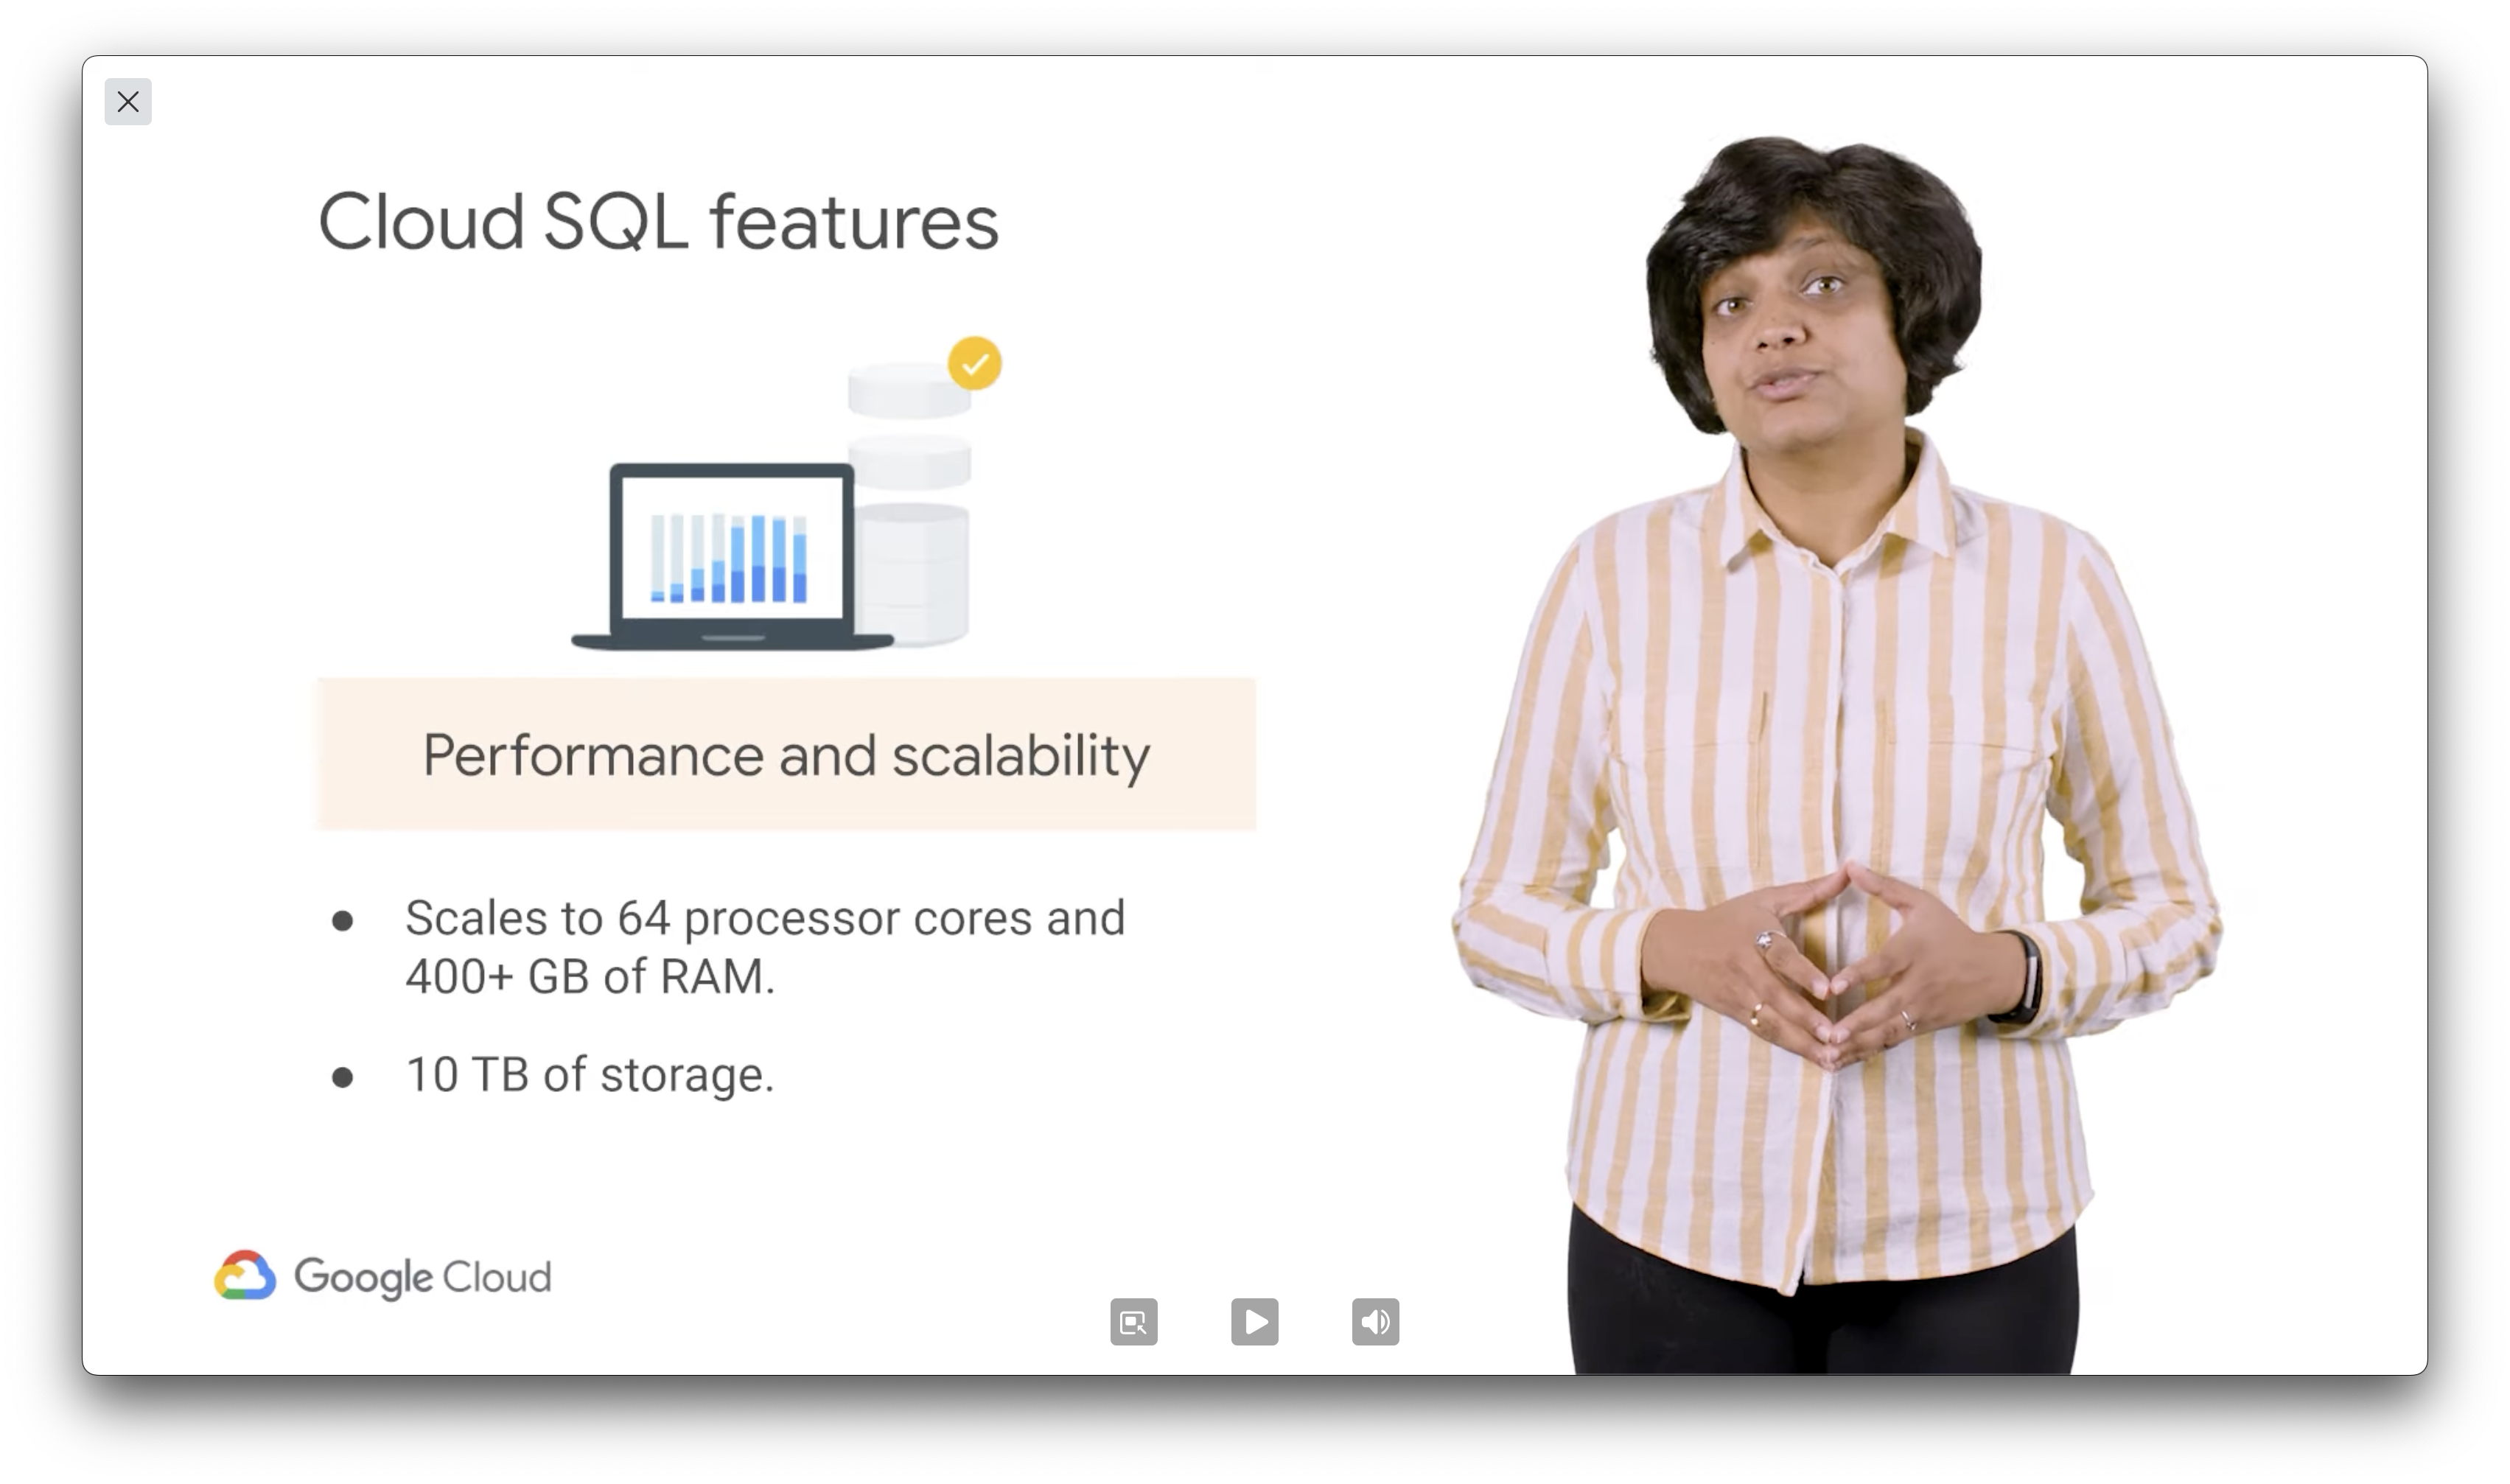 Cloud SQL features
Performance and scalability
● Scales to 64 processor cores and
400+ GB of RAM.
● 10 TB of storage.
Google Cloud